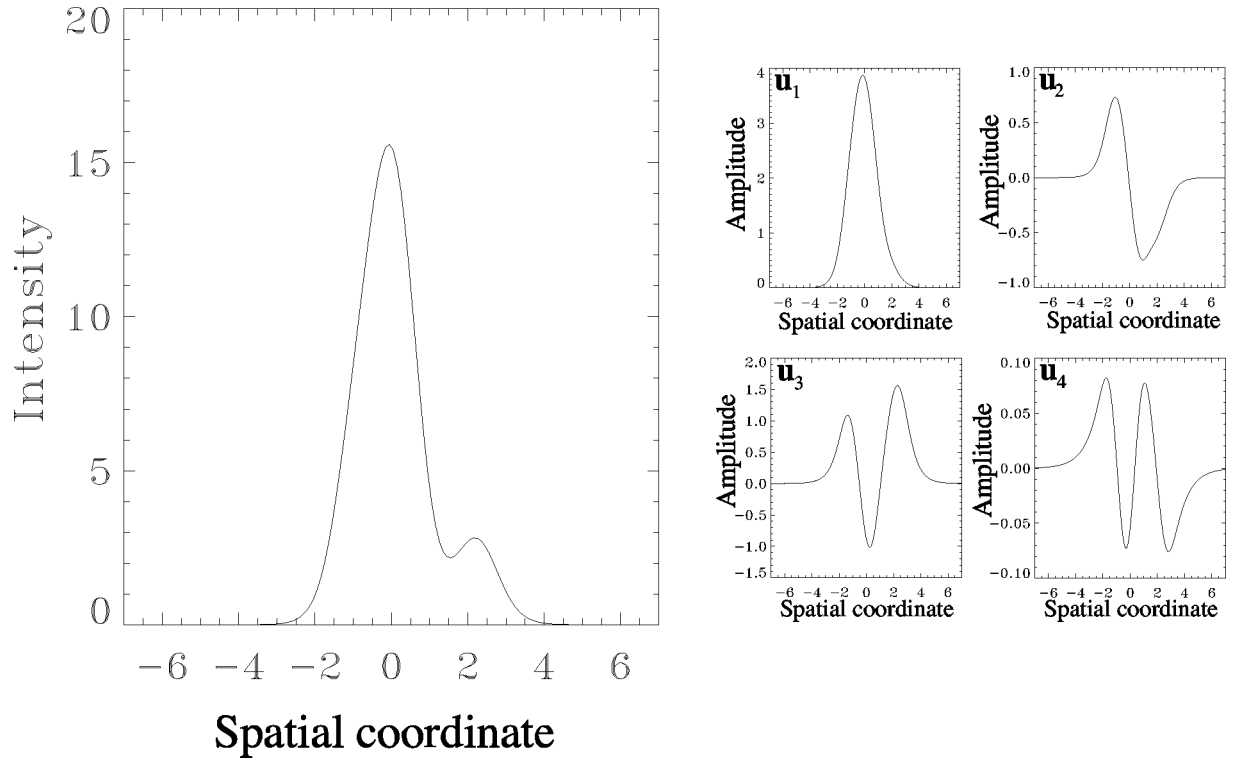 20
15
10
5
0
Intensity
−6 −4 −2 0 2 4 6
Spatial coordinate
u1
4
3
2
1
0
Amplitude
−6 −4 −2 0 2 4 6
Spatial coordinate
u2
1.0
0.5
0.0
−0.5
−1.0
Amplitude
−6 −4 −2 0 2 4 6
Spatial coordinate
u3
2.0
1.5
1.0
0.5
0.0
−0.5
−1.0
−1.5
Amplitude
−6 −4 −2 0 2 4 6
Spatial coordinate
u4
0.10
0.05
0.00
−0.05
−0.10
Amplitude
−6 −4 −2 0 2 4 6
Spatial coordinate